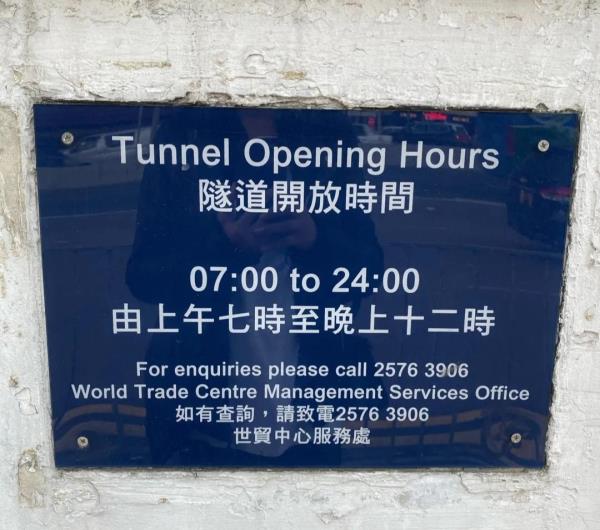 Tunnel Opening Hours
隧道開放時間
07:00 to 24:00
由上午七時至晚上十二時
For enquiries please call 2576 3906
World Trade Centre Management Services Office
如有查詢，請致電2576 3906
世貿中心服務處